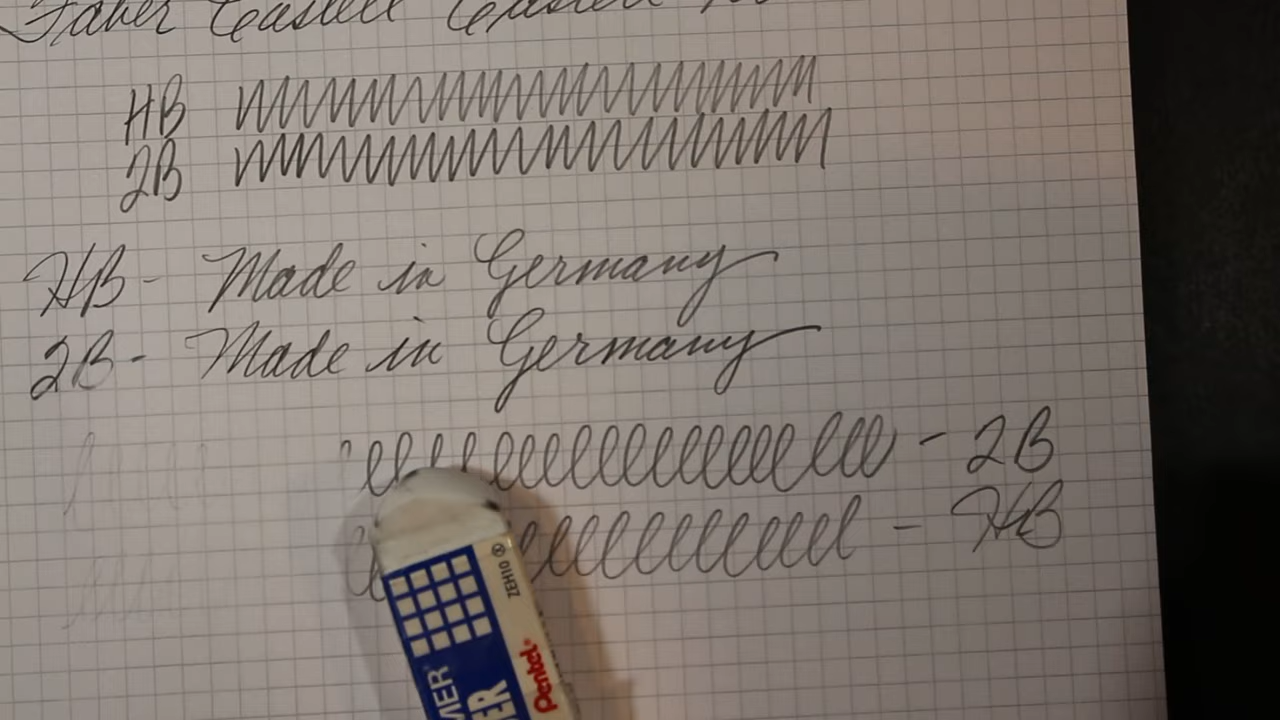 Faber Castell Castell
HB
2B
HB - Made in Germany
2B - Made in Germany
- 2B
- HB
ZEH10
Pentel